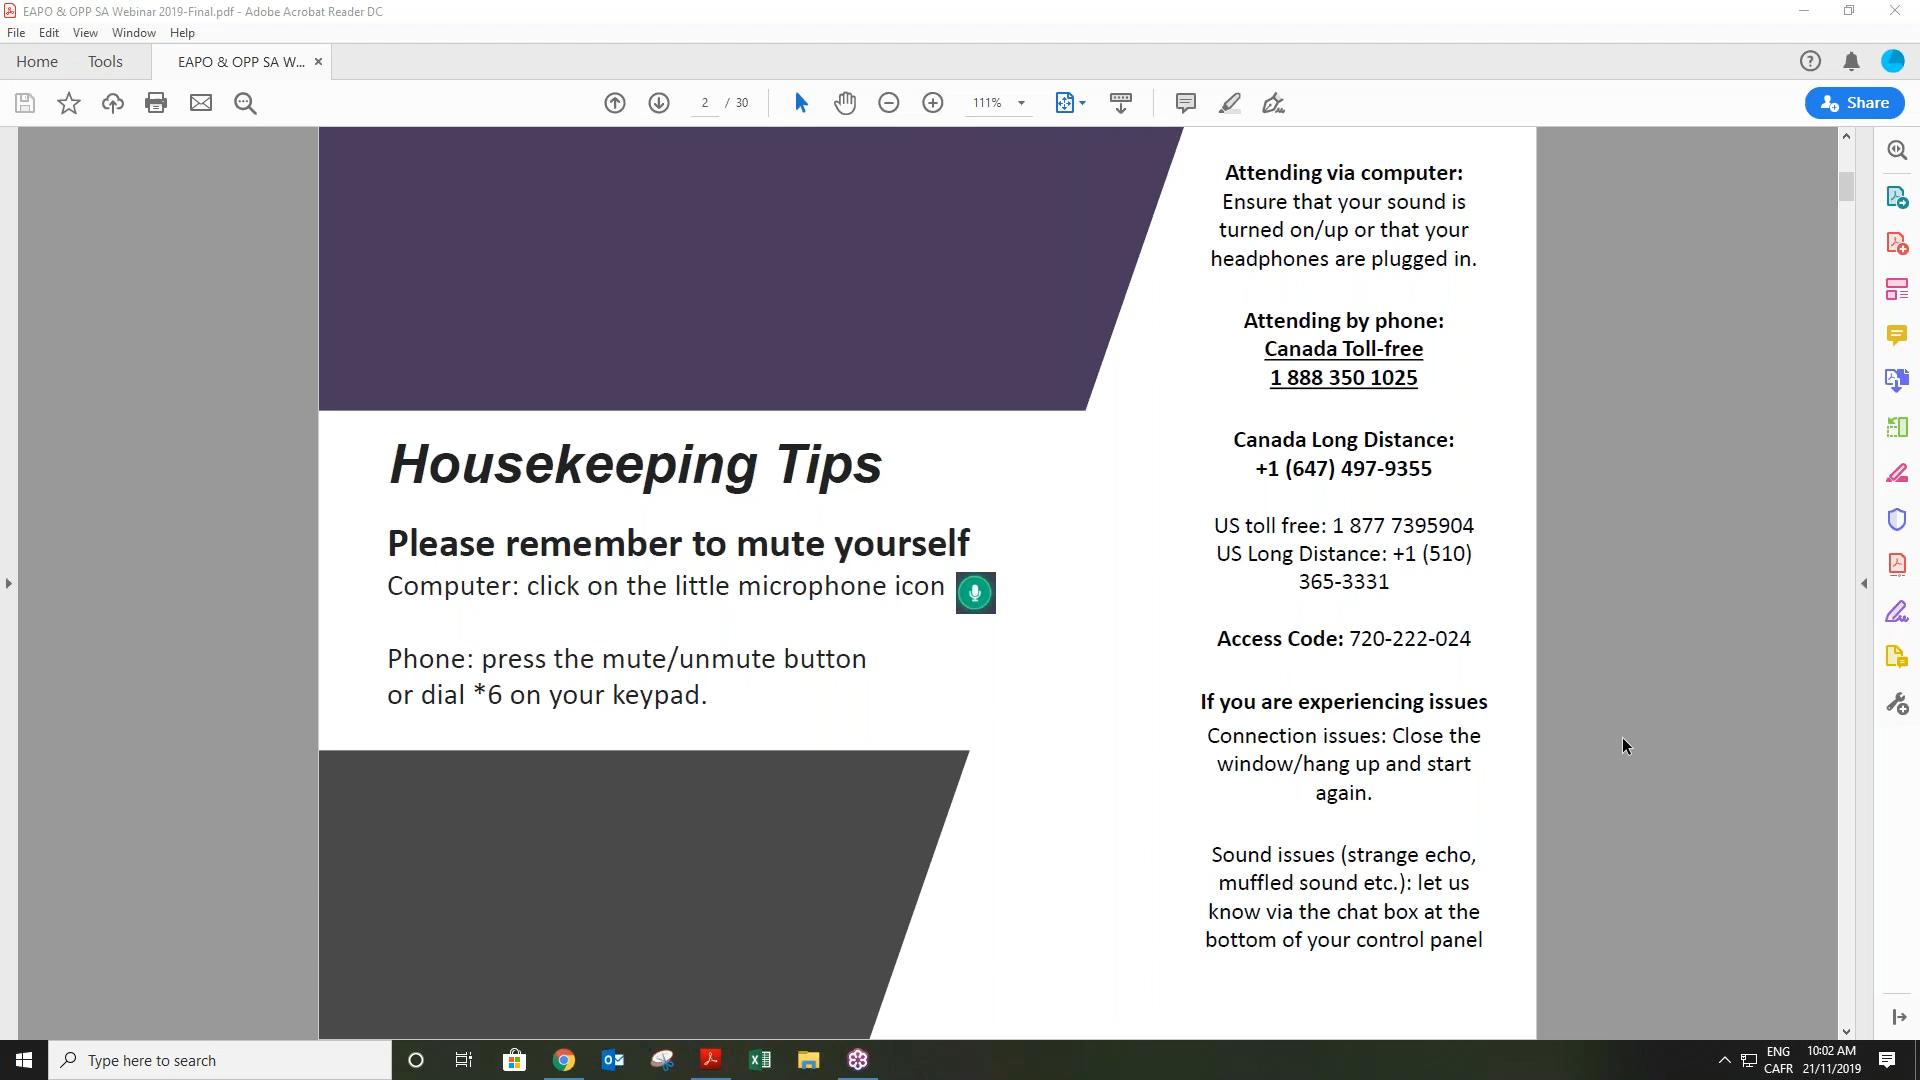 EAPO & OPP SA Webinar 2019-Final.pdf - Adobe Acrobat Reader DC
File Edit View Window Help
Home Tools EAPO & OPP SA W... ×
2 / 30 111% Share
Attending via computer:
Ensure that your sound is
turned on/up or that your
headphones are plugged in.
Attending by phone:
Canada Toll-free
1 888 350 1025
Canada Long Distance:
+1 (647) 497-9355
US toll free: 1 877 7395904
US Long Distance: +1 (510)
365-3331
Access Code: 720-222-024
If you are experiencing issues
Connection issues: Close the
window/hang up and start
again.
Sound issues (strange echo,
muffled sound etc.): let us
know via the chat box at the
bottom of your control panel
Housekeeping Tips
Please remember to mute yourself
Computer: click on the little microphone icon
Phone: press the mute/unmute button
or dial *6 on your keypad.
Type here to search
ENG 10:02 AM
CAFR 21/11/2019